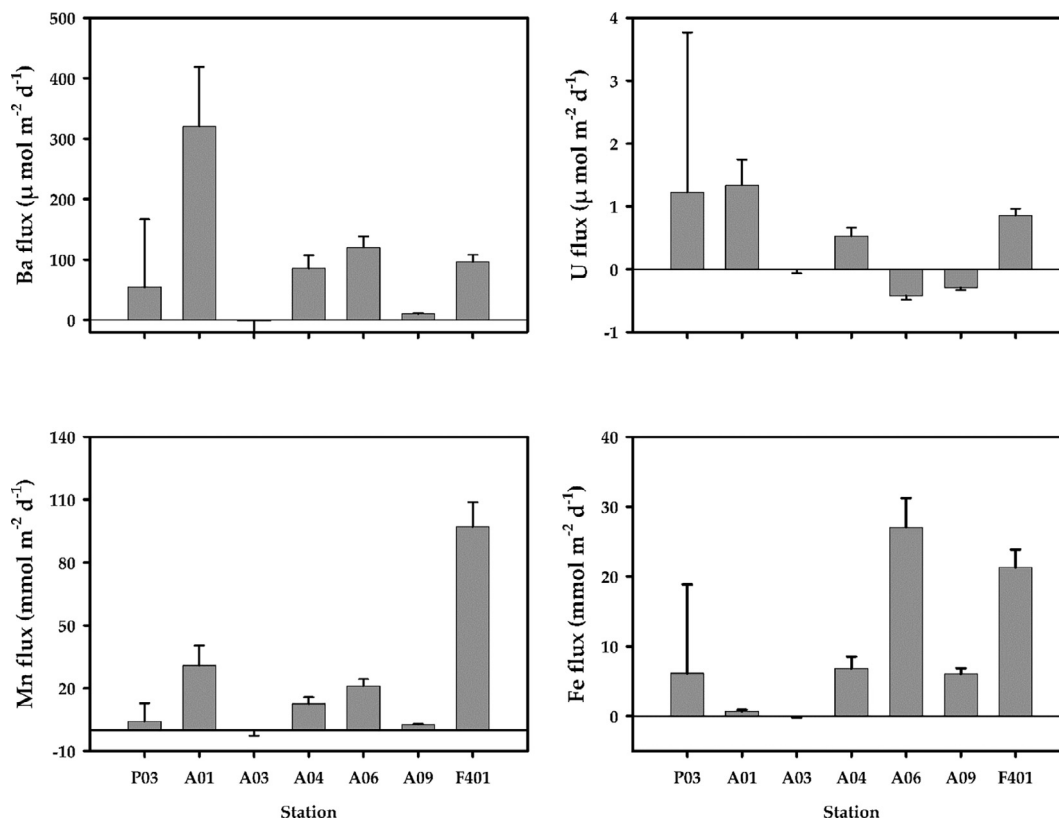 Ba flux (μ mol m⁻² d⁻¹)
500
400
300
200
100
0
U flux (μ mol m⁻² d⁻¹)
4
3
2
1
0
-1
Mn flux (mmol m⁻² d⁻¹)
140
110
80
50
20
-10
P03 A01 A03 A04 A06 A09 F401
Station
Fe flux (mmol m⁻² d⁻¹)
40
30
20
10
0
P03 A01 A03 A04 A06 A09 F401
Station